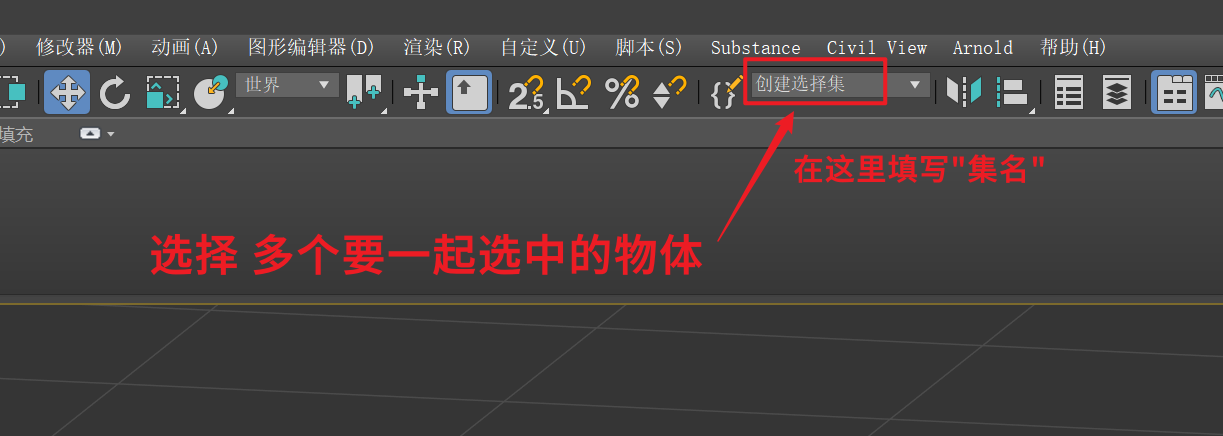 ) 修改器(M) 动画(A) 图形编辑器(D) 渲染(R) 自定义(U) 脚本(S) Substance Civil View Arnold 帮助(H)
世界 2.5 % {} 创建选择集
填充
在这里填写"集名"
选择 多个要一起选中的物体